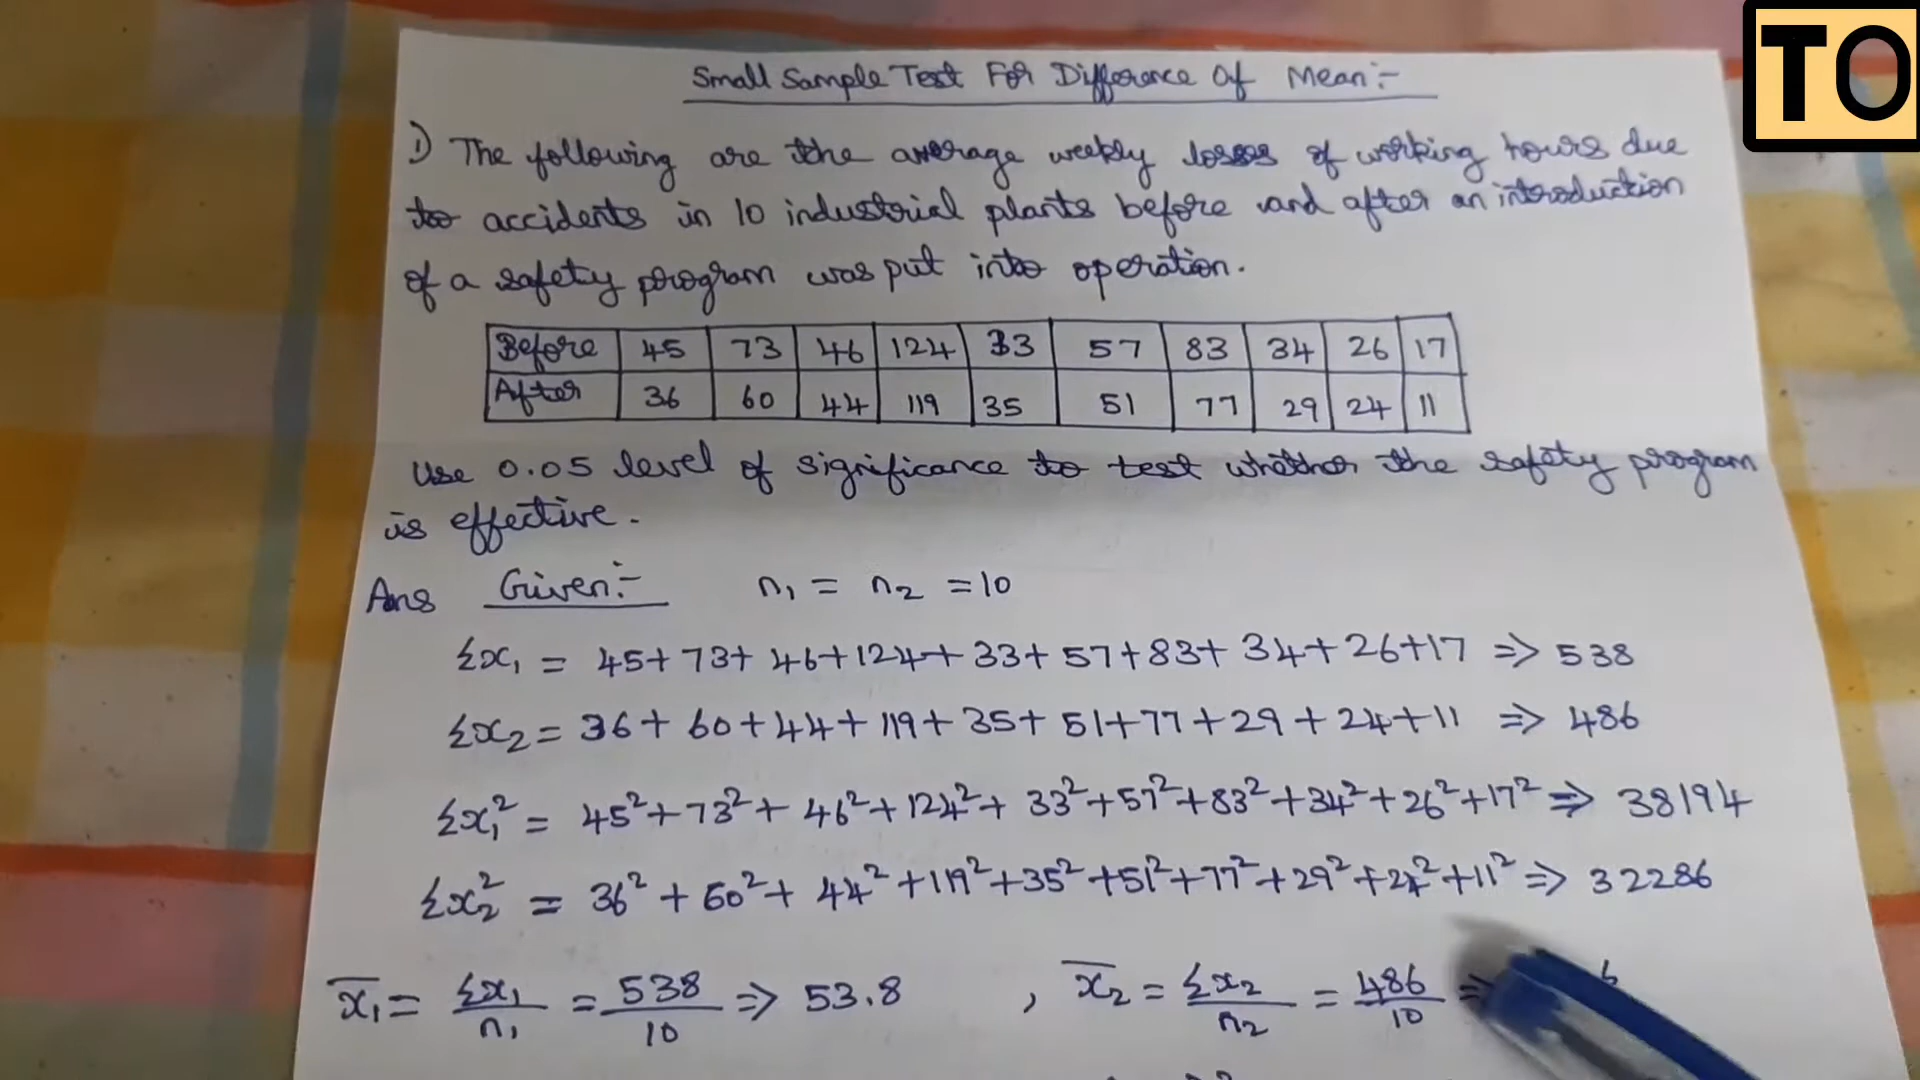 TO
Small Sample Test For Difference Of Mean:-
1) The following are the average weekly losses of working hours due
to accidents in 10 industrial plants before and after an introduction
of a safety program was put into operation.
Before 45 73 46 124 33 57 83 34 26 17
After 36 60 44 119 35 51 77 29 24 11
Use 0.05 level of significance to test whether the safety program
is effective.
Ans Given:- n₁ = n₂ = 10
Σx₁ = 45+73+46+124+33+57+83+34+26+17 => 538
Σx₂ = 36+60+44+119+35+51+77+29+24+11 => 486
Σx₁² = 45²+73²+46²+124²+33²+57²+83²+34²+26²+17² => 38194
Σx₂² = 36²+60²+44²+119²+35²+51²+77²+29²+24²+11² => 32286
x̄₁ = Σx₁/n₁ = 538/10 => 53.8 , x̄₂ = Σx₂/n₂ = 486/10 =>